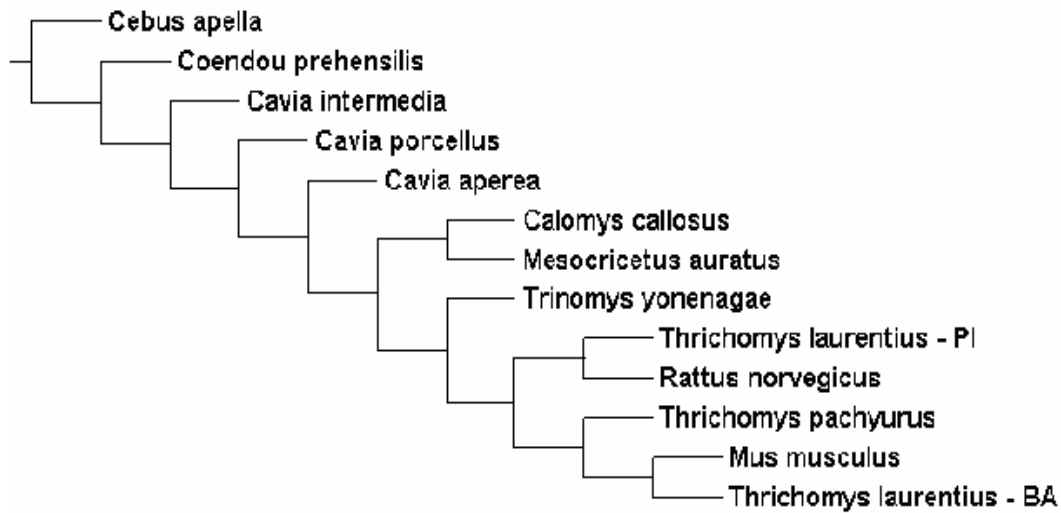 Cebus apella
Coendou prehensilis
Cavia intermedia
Cavia porcellus
Cavia aperea
Calomys callosus
Mesocricetus auratus
Trinomys yonenagae
Thrichomys laurentius - PI
Rattus norvegicus
Thrichomys pachyurus
Mus musculus
Thrichomys laurentius - BA